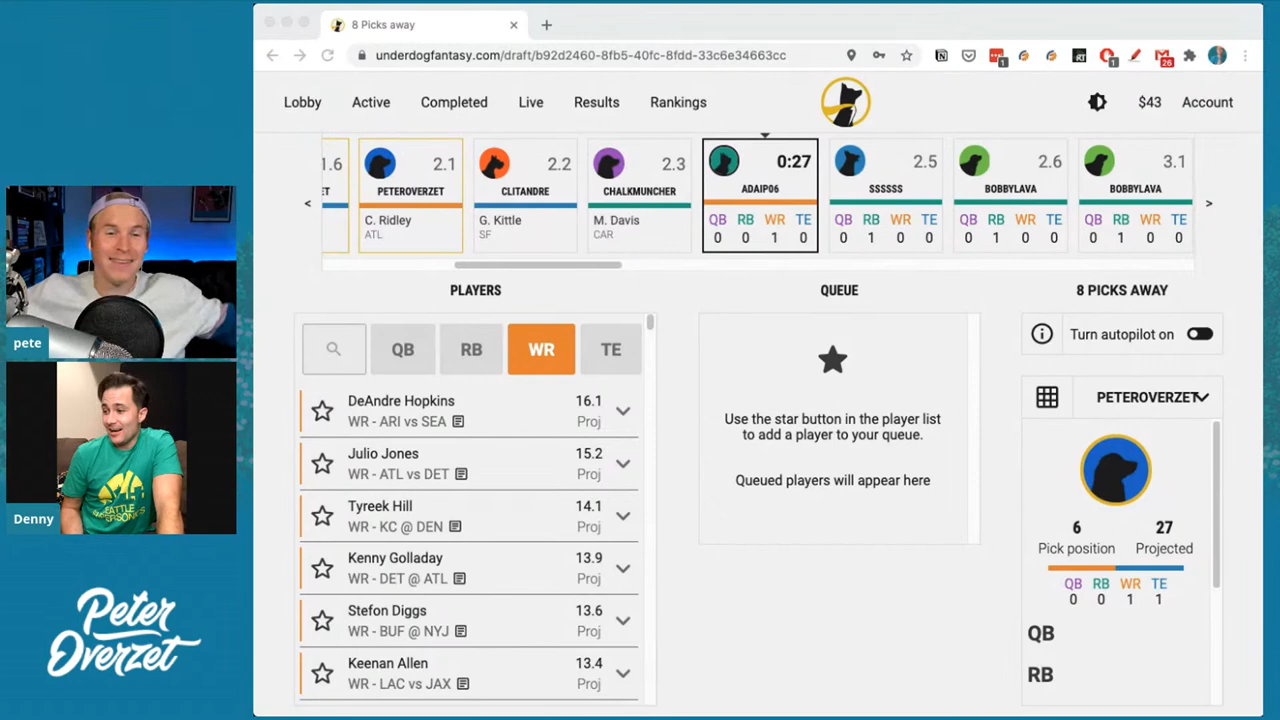 8 Picks away
underdogfantasy.com/draft/b92d2460-8fb5-40fc-8fdd-33c6e34663cc
1
1
26
Lobby Active Completed Live Results Rankings $43 Account
1.6 2.1 2.2 2.3 0:27 2.5 2.6 3.1
ET PETEROVERZET CLITANDRE CHALKMUNCHER ADAIP06 SSSSSS BOBBYLAVA BOBBYLAVA
C. Ridley G. Kittle M. Davis QB RB WR TE QB RB WR TE QB RB WR TE QB RB WR TE
ATL SF CAR 0 0 1 0 0 1 0 0 0 1 0 0 0 1 0 0
< >
PLAYERS QUEUE 8 PICKS AWAY
QB RB WR TE
Turn autopilot on
PETEROVERZET
DeAndre Hopkins 16.1
WR - ARI vs SEA Proj
Julio Jones 15.2
WR - ATL vs DET Proj
Tyreek Hill 14.1
WR - KC @ DEN Proj
Kenny Golladay 13.9
WR - DET @ ATL Proj
Stefon Diggs 13.6
WR - BUF @ NYJ Proj
Keenan Allen 13.4
WR - LAC vs JAX Proj
Use the star button in the player list
to add a player to your queue.
Queued players will appear here
6 27
Pick position Projected
QB RB WR TE
0 0 1 1
QB
RB
pete
SEATTLE
SUPERSONICS
Denny
Peter
Overzet